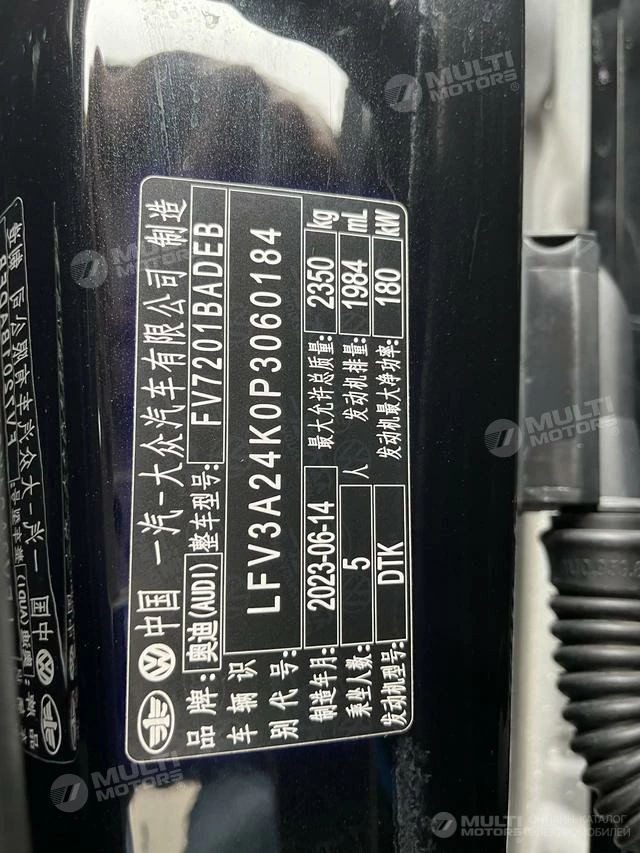 中国 一汽-大众汽车有限公司 制造
品牌: 奥迪(AUDI) 整车型号: FV7201BADEB
车辆识别代号: LFV3A24K0P3060184
制造年月: 2023-06-14 最大允许总质量: 2350 kg
乘坐人数: 5 人 发动机排量: 1984 mL
发动机型号: DTK 发动机最大净功率: 180 kW
MULTI MOTORS®
MULTI MOTORS®
MULTI MOTORS®
MULTI MOTORS®
MULTI MOTORS
ОНЛАЙН-КАТАЛОГ
АВТОМОБИЛЕЙ